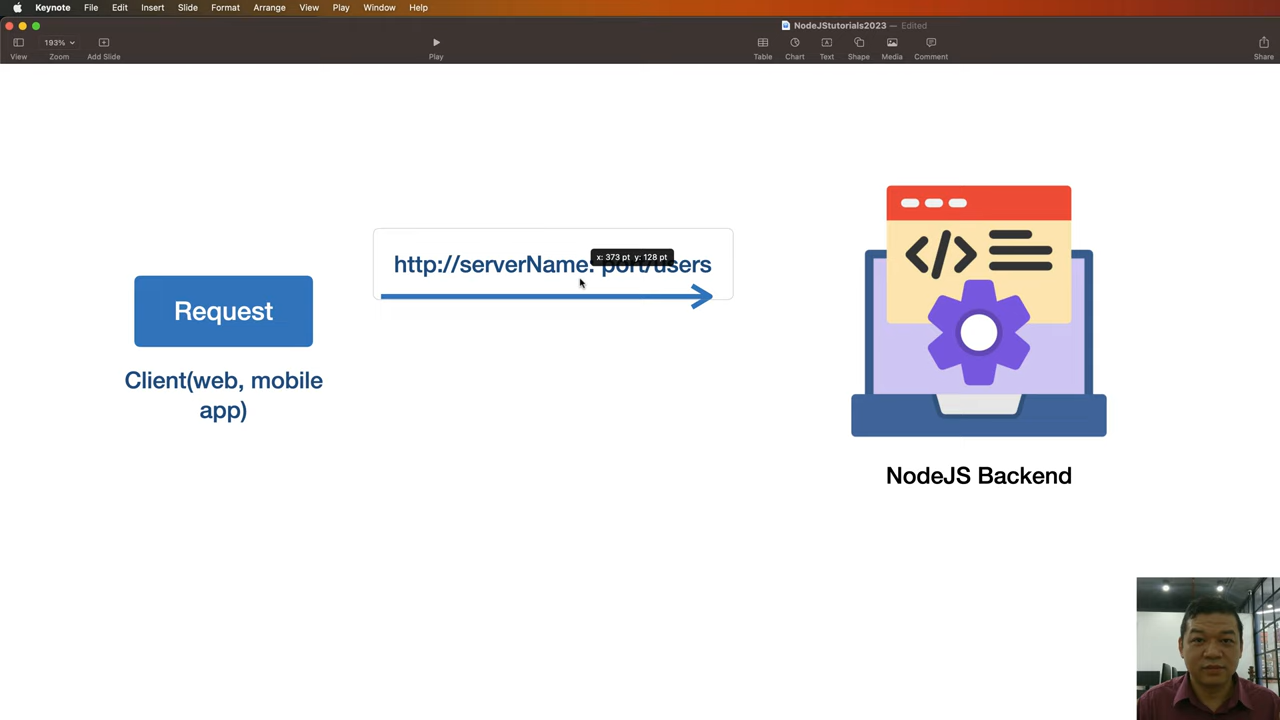 Keynote File Edit Insert Slide Format Arrange View Play Window Help
NodeJStutorials2023 — Edited
193%
View Zoom Add Slide Play Table Chart Text Shape Media Comment Share
http://serverName: port/users
x: 373 pt y: 128 pt
Request
Client(web, mobile
app)
NodeJS Backend